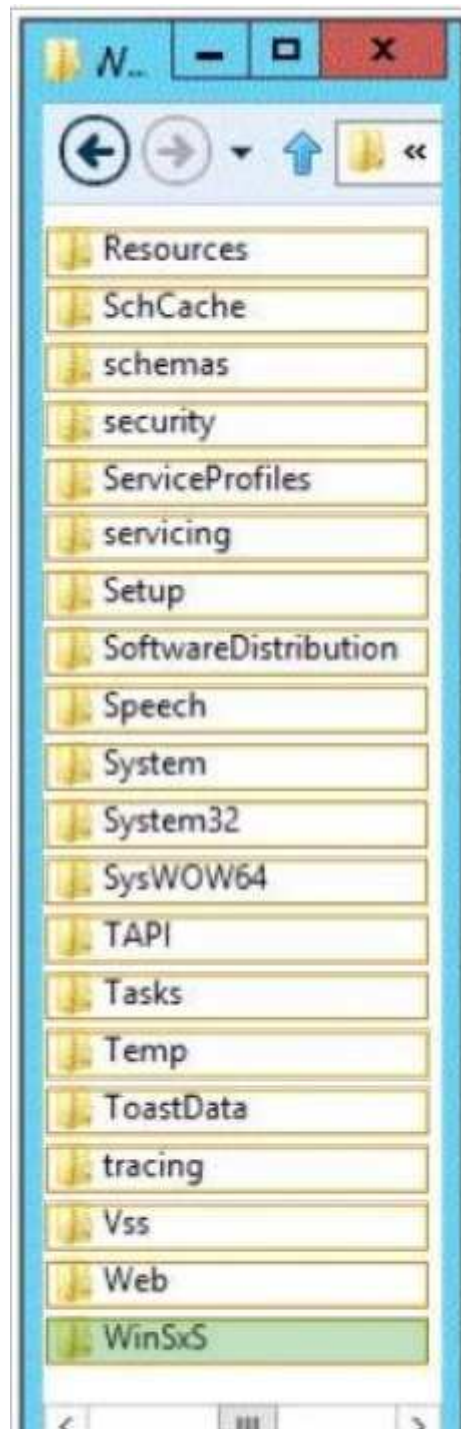 N...
«
Resources
SchCache
schemas
security
ServiceProfiles
servicing
Setup
SoftwareDistribution
Speech
System
System32
SysWOW64
TAPI
Tasks
Temp
ToastData
tracing
Vss
Web
WinSxS